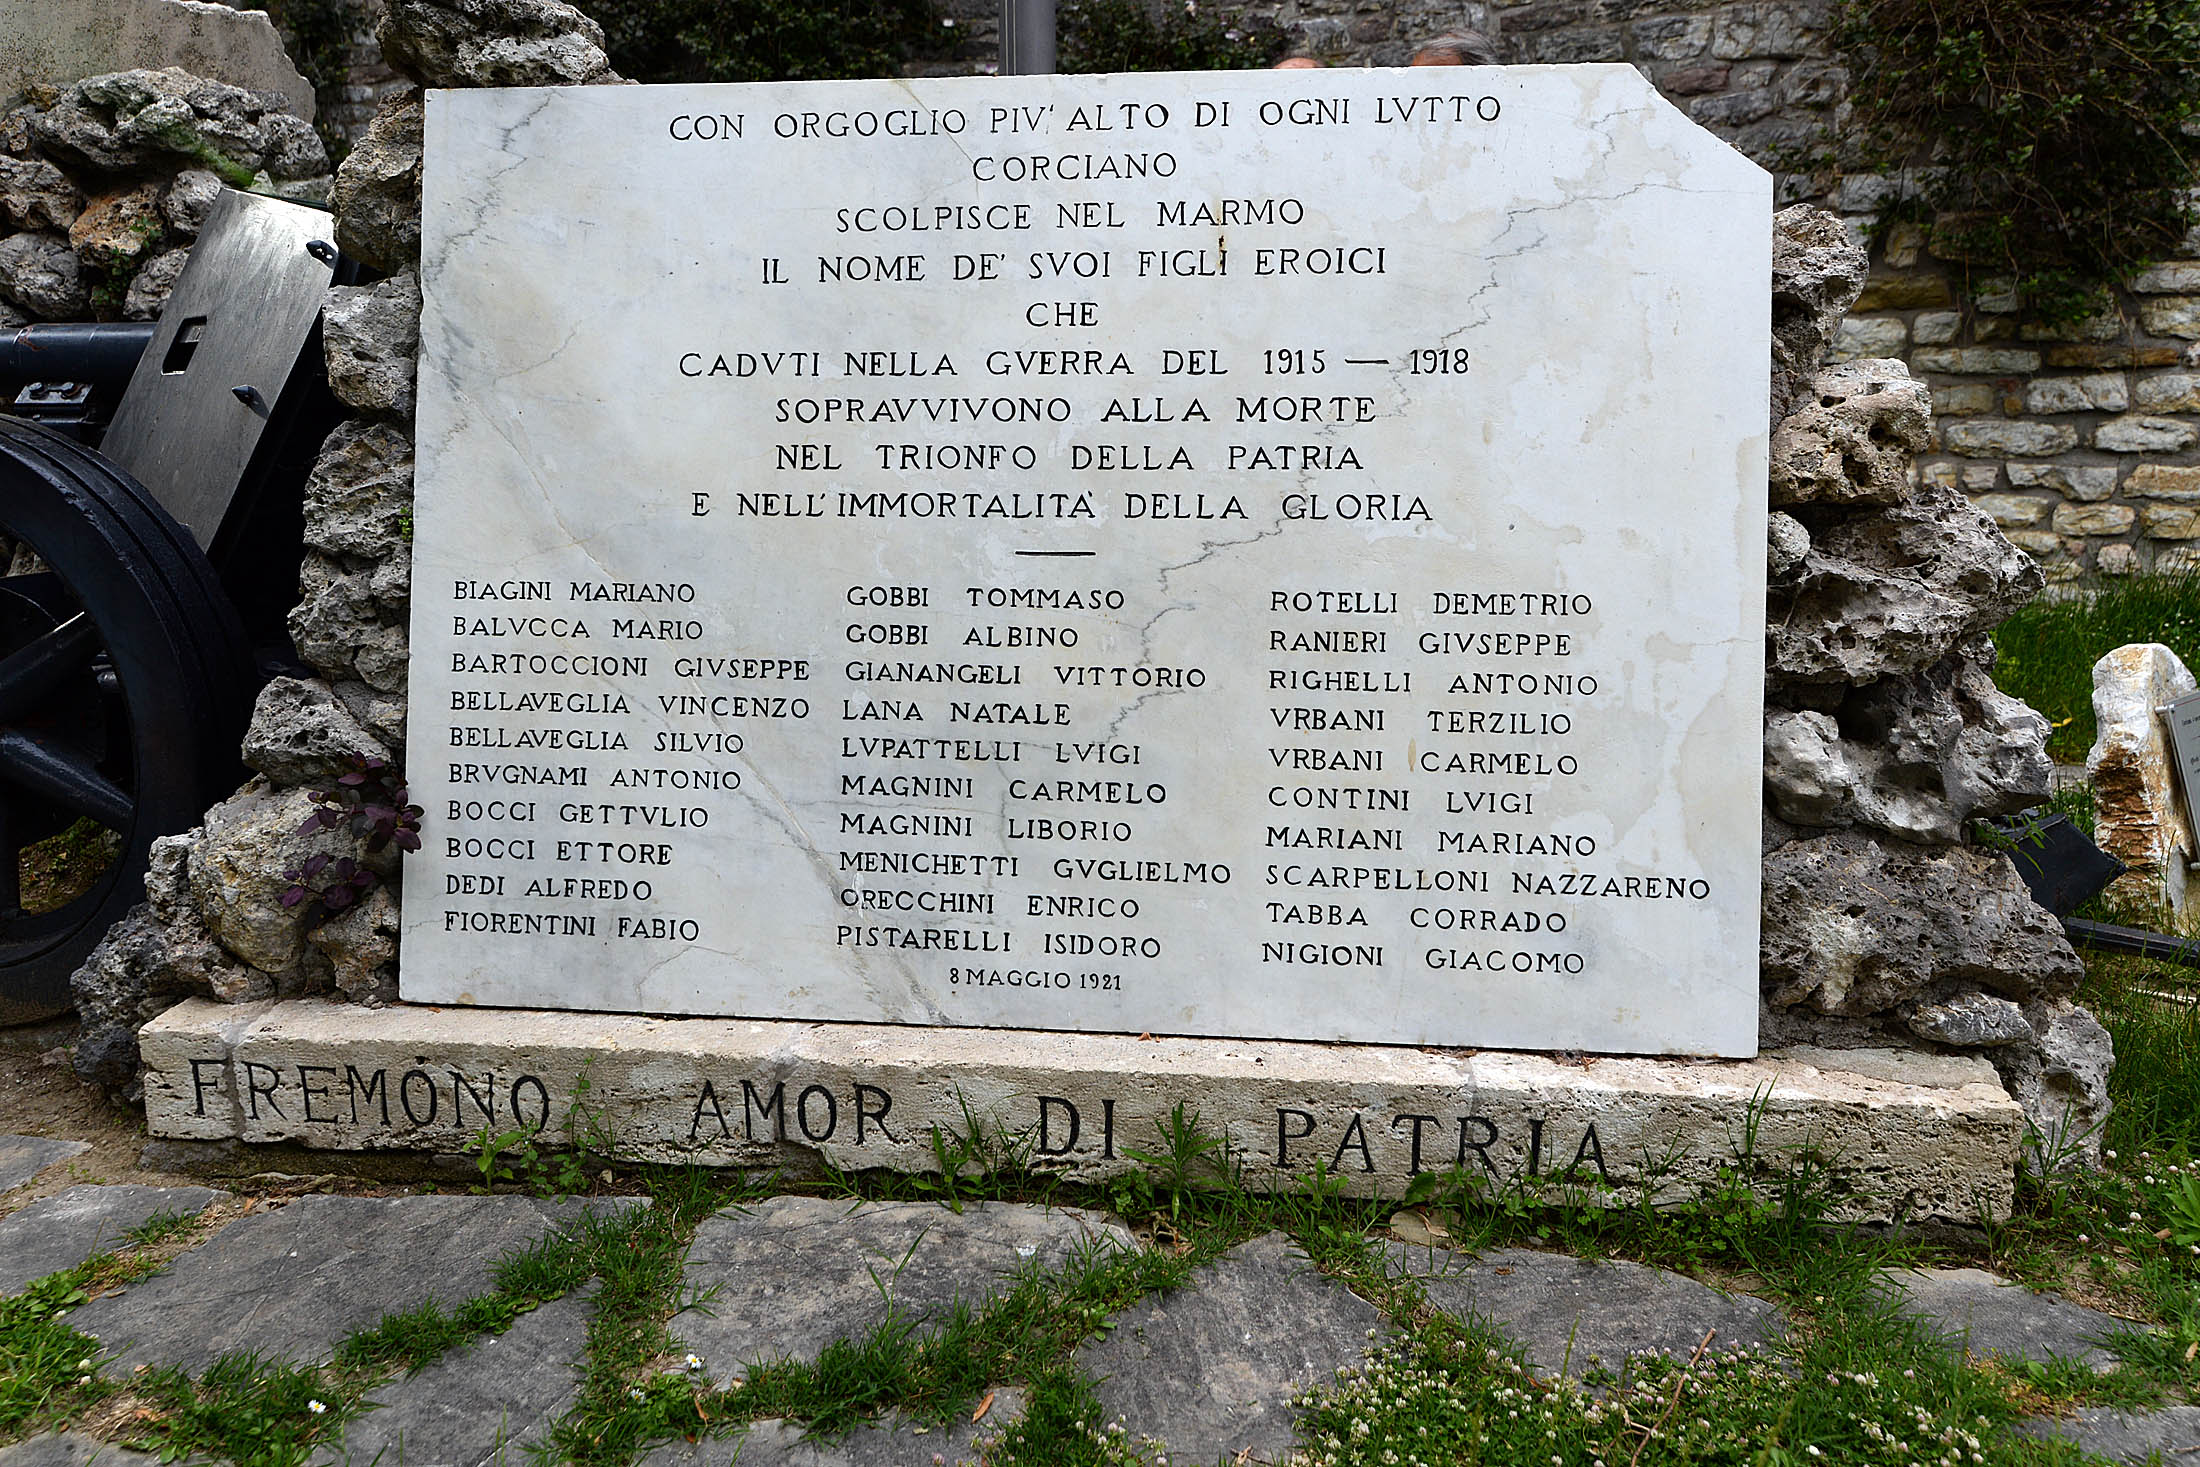 CON ORGOGLIO PIV' ALTO DI OGNI LVTTO
CORCIANO
SCOLPISCE NEL MARMO
IL NOME DE' SVOI FIGLI EROICI
CHE
CADVTI NELLA GVERRA DEL 1915 — 1918
SOPRAVVIVONO ALLA MORTE
NEL TRIONFO DELLA PATRIA
E NELL'IMMORTALITÀ DELLA GLORIA
BIAGINI MARIANO
BALVCCA MARIO
BARTOCCIONI GIVSEPPE
BELLAVEGLIA VINCENZO
BELLAVEGLIA SILVIO
BRVGNAMI ANTONIO
BOCCI GETTVLIO
BOCCI ETTORE
DEDI ALFREDO
FIORENTINI FABIO
GOBBI TOMMASO
GOBBI ALBINO
GIANANGELI VITTORIO
LANA NATALE
LVPATTELLI LVIGI
MAGNINI CARMELO
MAGNINI LIBORIO
MENICHETTI GVGLIELMO
ORECCHINI ENRICO
PISTARELLI ISIDORO
ROTELLI DEMETRIO
RANIERI GIVSEPPE
RIGHELLI ANTONIO
VRBANI TERZILIO
VRBANI CARMELO
CONTINI LVIGI
MARIANI MARIANO
SCARPELLONI NAZZARENO
TABBA CORRADO
NIGIONI GIACOMO
8 MAGGIO 1921
FREMONO AMOR DI PATRIA